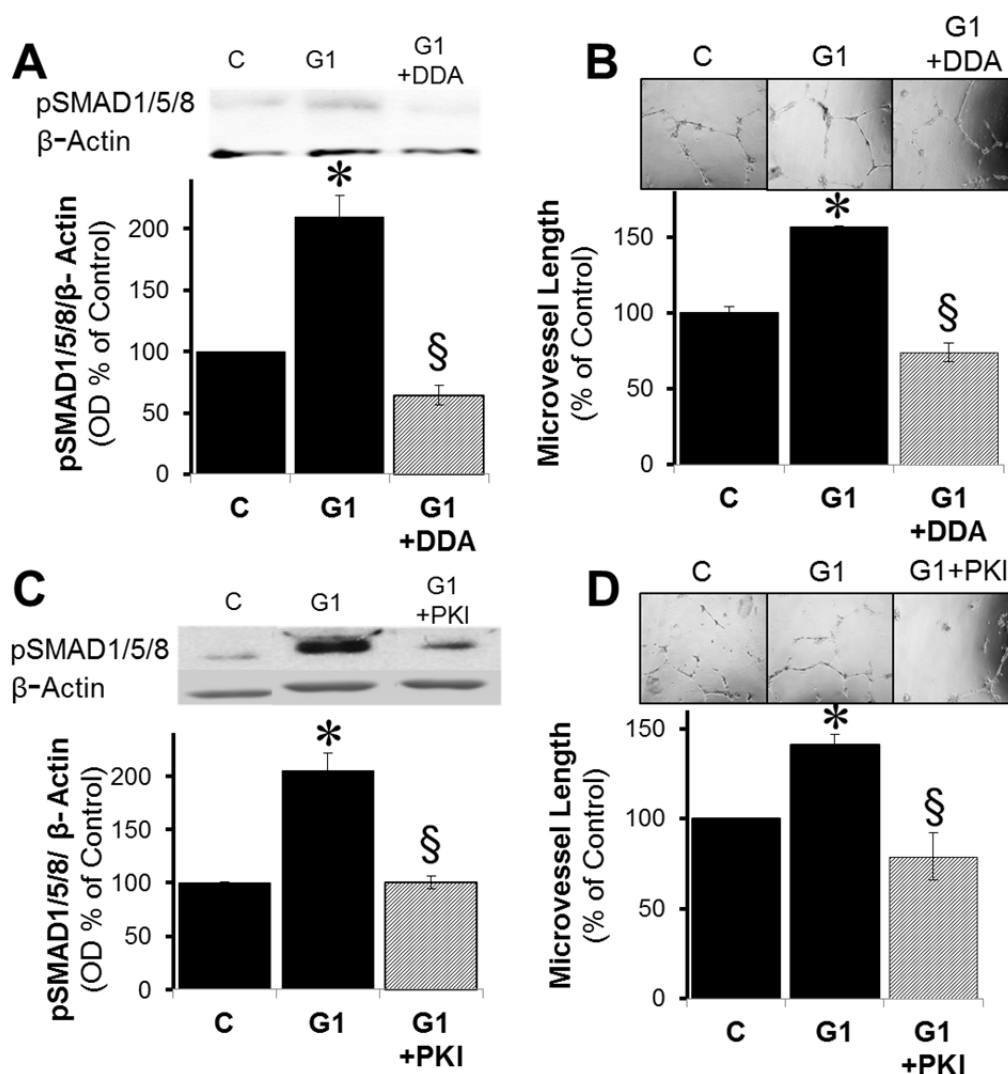 A
C
G1
G1
+DDA
pSMAD1/5/8
β-Actin
*
§
pSMAD1/5/8/β- Actin
(OD % of Control)
200
150
100
50
0
C
G1
G1
+DDA
B
C
G1
G1
+DDA
*
§
Microvessel Length
(% of Control)
150
100
50
0
C
G1
G1
+DDA
C
C
G1
G1
+PKI
pSMAD1/5/8
β-Actin
*
§
pSMAD1/5/8/ β-Actin
(OD % of Control)
200
150
100
50
0
C
G1
G1
+PKI
D
C
G1
G1+PKI
*
§
Microvessel Length
(% of Control)
150
100
50
0
C
G1
G1
+PKI